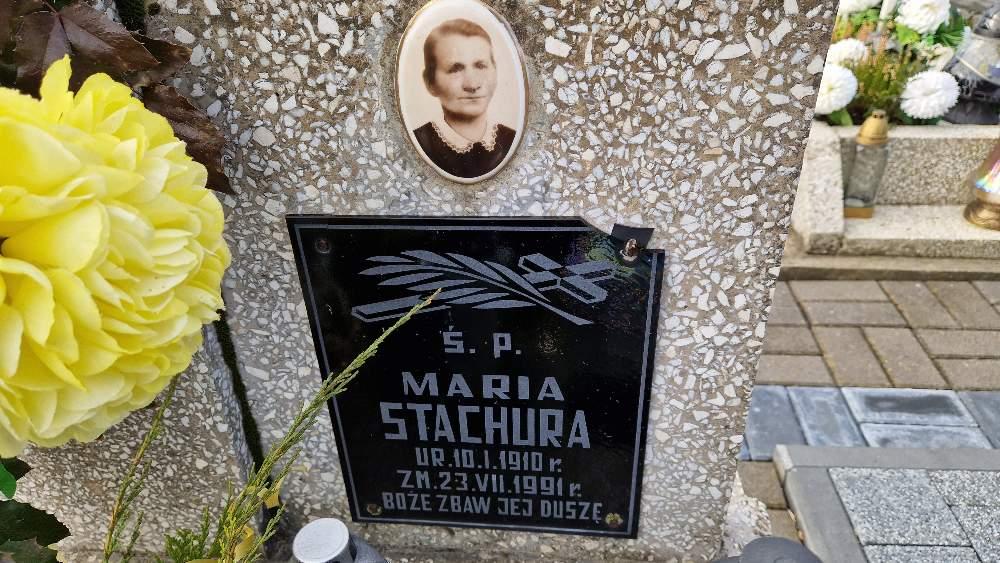 Ś. P.
MARIA
STACHURA
UR. 10. I. 1910 r.
ZM. 23. VII. 1991 r.
BOŻE ZBAW JEJ DUSZĘ